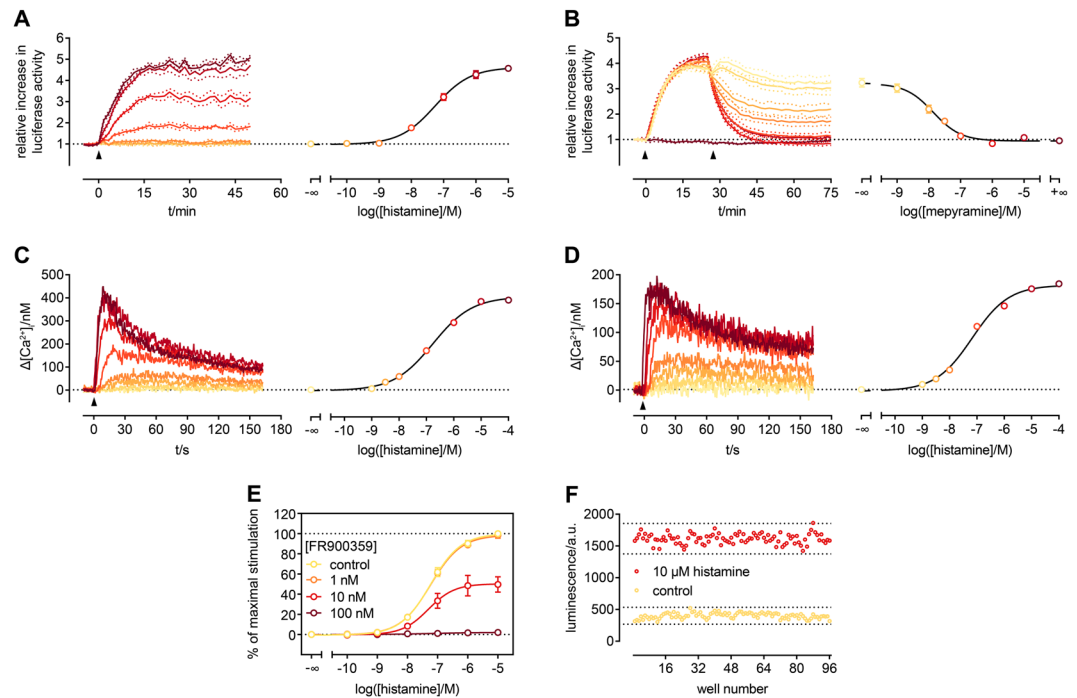 A
relative increase in
luciferase activity
6
5
4
3
2
1
0
0 15 30 45 60
t/min
-∞ -10 -9 -8 -7 -6 -5
log([histamine]/M)
B
relative increase in
luciferase activity
5
4
3
2
1
0
0 15 30 45 60 75
t/min
-∞ -9 -8 -7 -6 -5 +∞
log([mepyramine]/M)
C
Δ[Ca²⁺]ᵢ/nM
500
400
300
200
100
0
0 30 60 90 120 150 180
t/s
-∞ -10 -9 -8 -7 -6 -5 -4
log([histamine]/M)
D
Δ[Ca²⁺]ᵢ/nM
200
150
100
50
0
0 30 60 90 120 150 180
t/s
-∞ -10 -9 -8 -7 -6 -5 -4
log([histamine]/M)
E
% of maximal stimulation
120
100
80
60
40
20
0
[FR900359]
control
1 nM
10 nM
100 nM
-∞ -10 -9 -8 -7 -6 -5
log([histamine]/M)
F
luminescence/a.u.
2000
1500
1000
500
0
10 µM histamine
control
16 32 48 64 80 96
well number